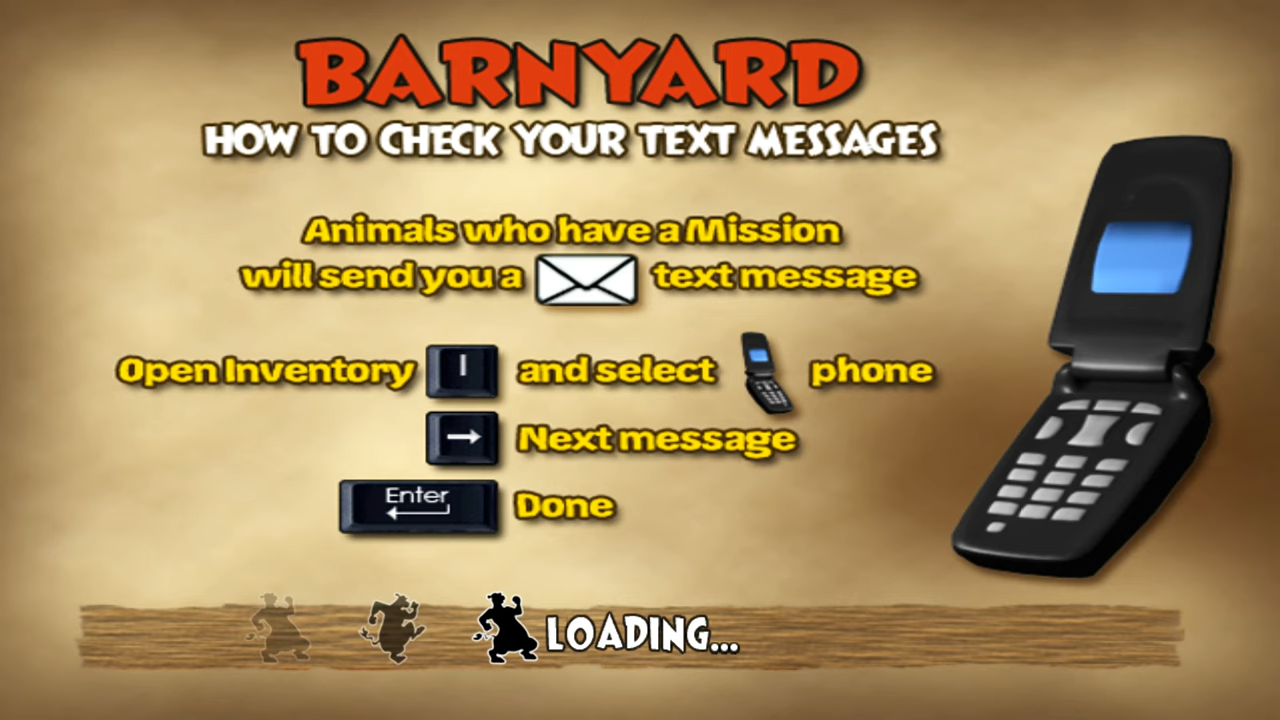 BARNYARD
HOW TO CHECK YOUR TEXT MESSAGES
Animals who have a Mission
will send you a text message
Open Inventory I and select phone
→ Next message
Enter Done
LOADING...